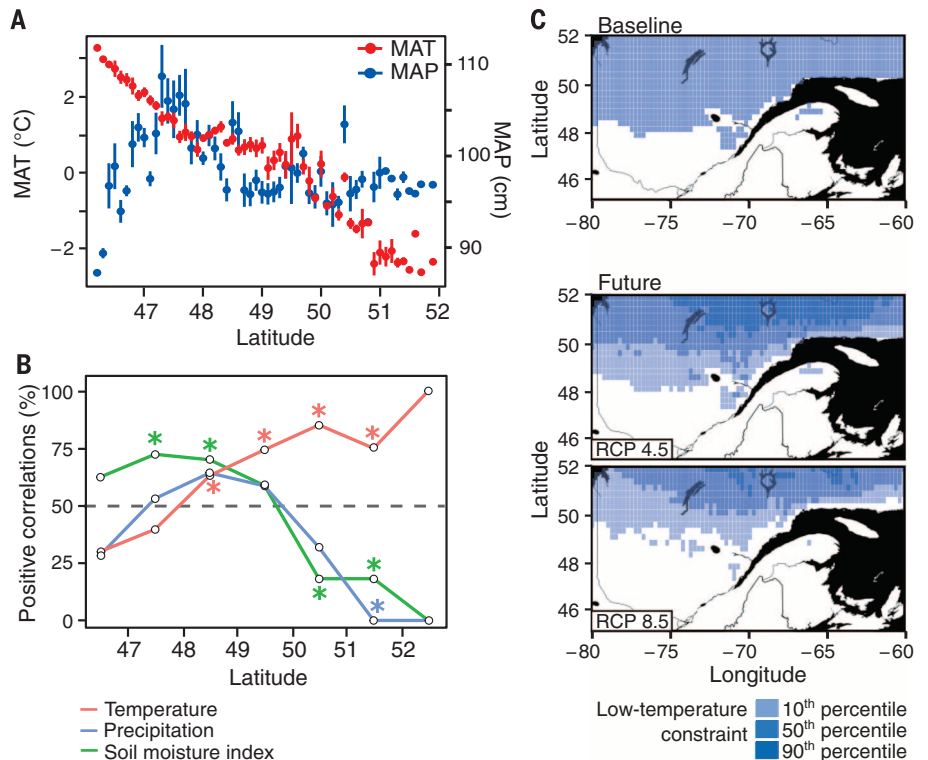 A
MAT
MAP
2
0
−2
MAT (°C)
110
100
90
MAP (cm)
47 48 49 50 51 52
Latitude
B
100
75
50
25
0
Positive correlations (%)
* * * * * * * * *
47 48 49 50 51 52
Latitude
Temperature
Precipitation
Soil moisture index
C
Baseline
52
50
48
46
Latitude
−80 −75 −70 −65 −60
Future
52
50
48
46
Latitude
RCP 4.5
52
50
48
46
RCP 8.5
−80 −75 −70 −65 −60
Longitude
Low-temperature
constraint
10th percentile
50th percentile
90th percentile